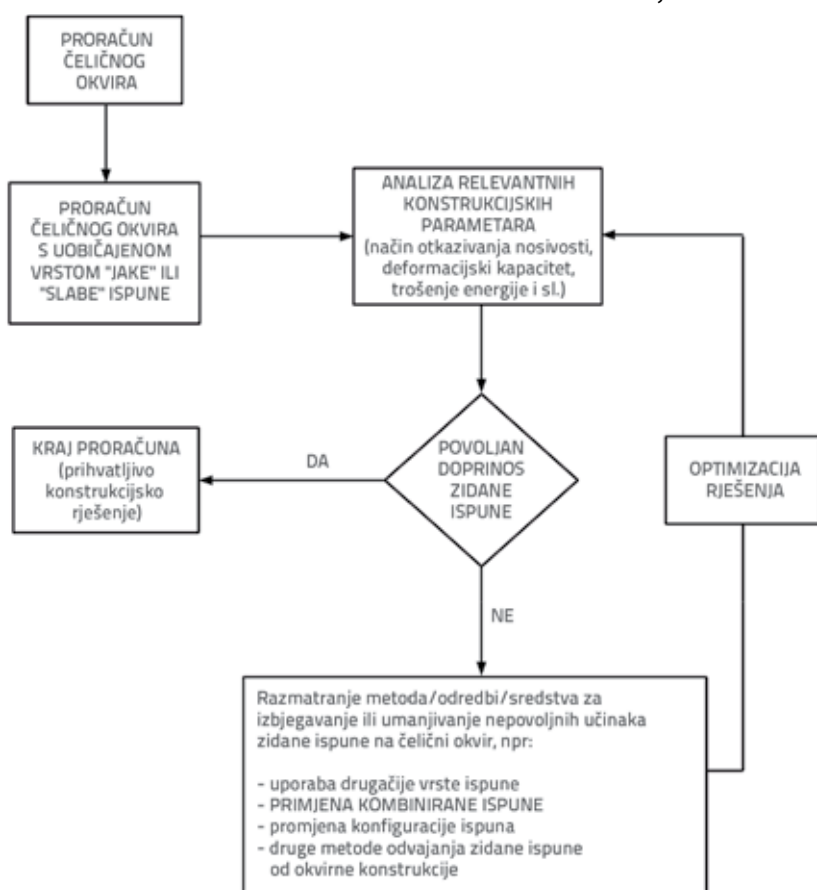 PRORAČUN
ČELIČNOG
OKVIRA
PRORAČUN
ČELIČNOG OKVIRA
S UOBIČAJENOM
VRSTOM "JAKE" ILI
"SLABE" ISPUNE
ANALIZA RELEVANTNIH
KONSTRUKCIJSKIH
PARAMETARA
(način otkazivanja nosivosti,
deformacijski kapacitet,
trošenje energije i sl.)
KRAJ PRORAČUNA
(prihvatljivo
konstrukcijsko
rješenje)
DA
POVOLJAN
DOPRINOS
ZIDANE
ISPUNE
OPTIMIZACIJA
RJEŠENJA
NE
Razmatranje metoda/odredbi/sredstva za
izbjegavanje ili umanjivanje nepovoljnih učinaka
zidane ispune na čelični okvir, npr:
- uporaba drugačije vrste ispune
- PRIMJENA KOMBINIRANE ISPUNE
- promjena konfiguracije ispuna
- druge metode odvajanja zidane ispune
od okvirne konstrukcije